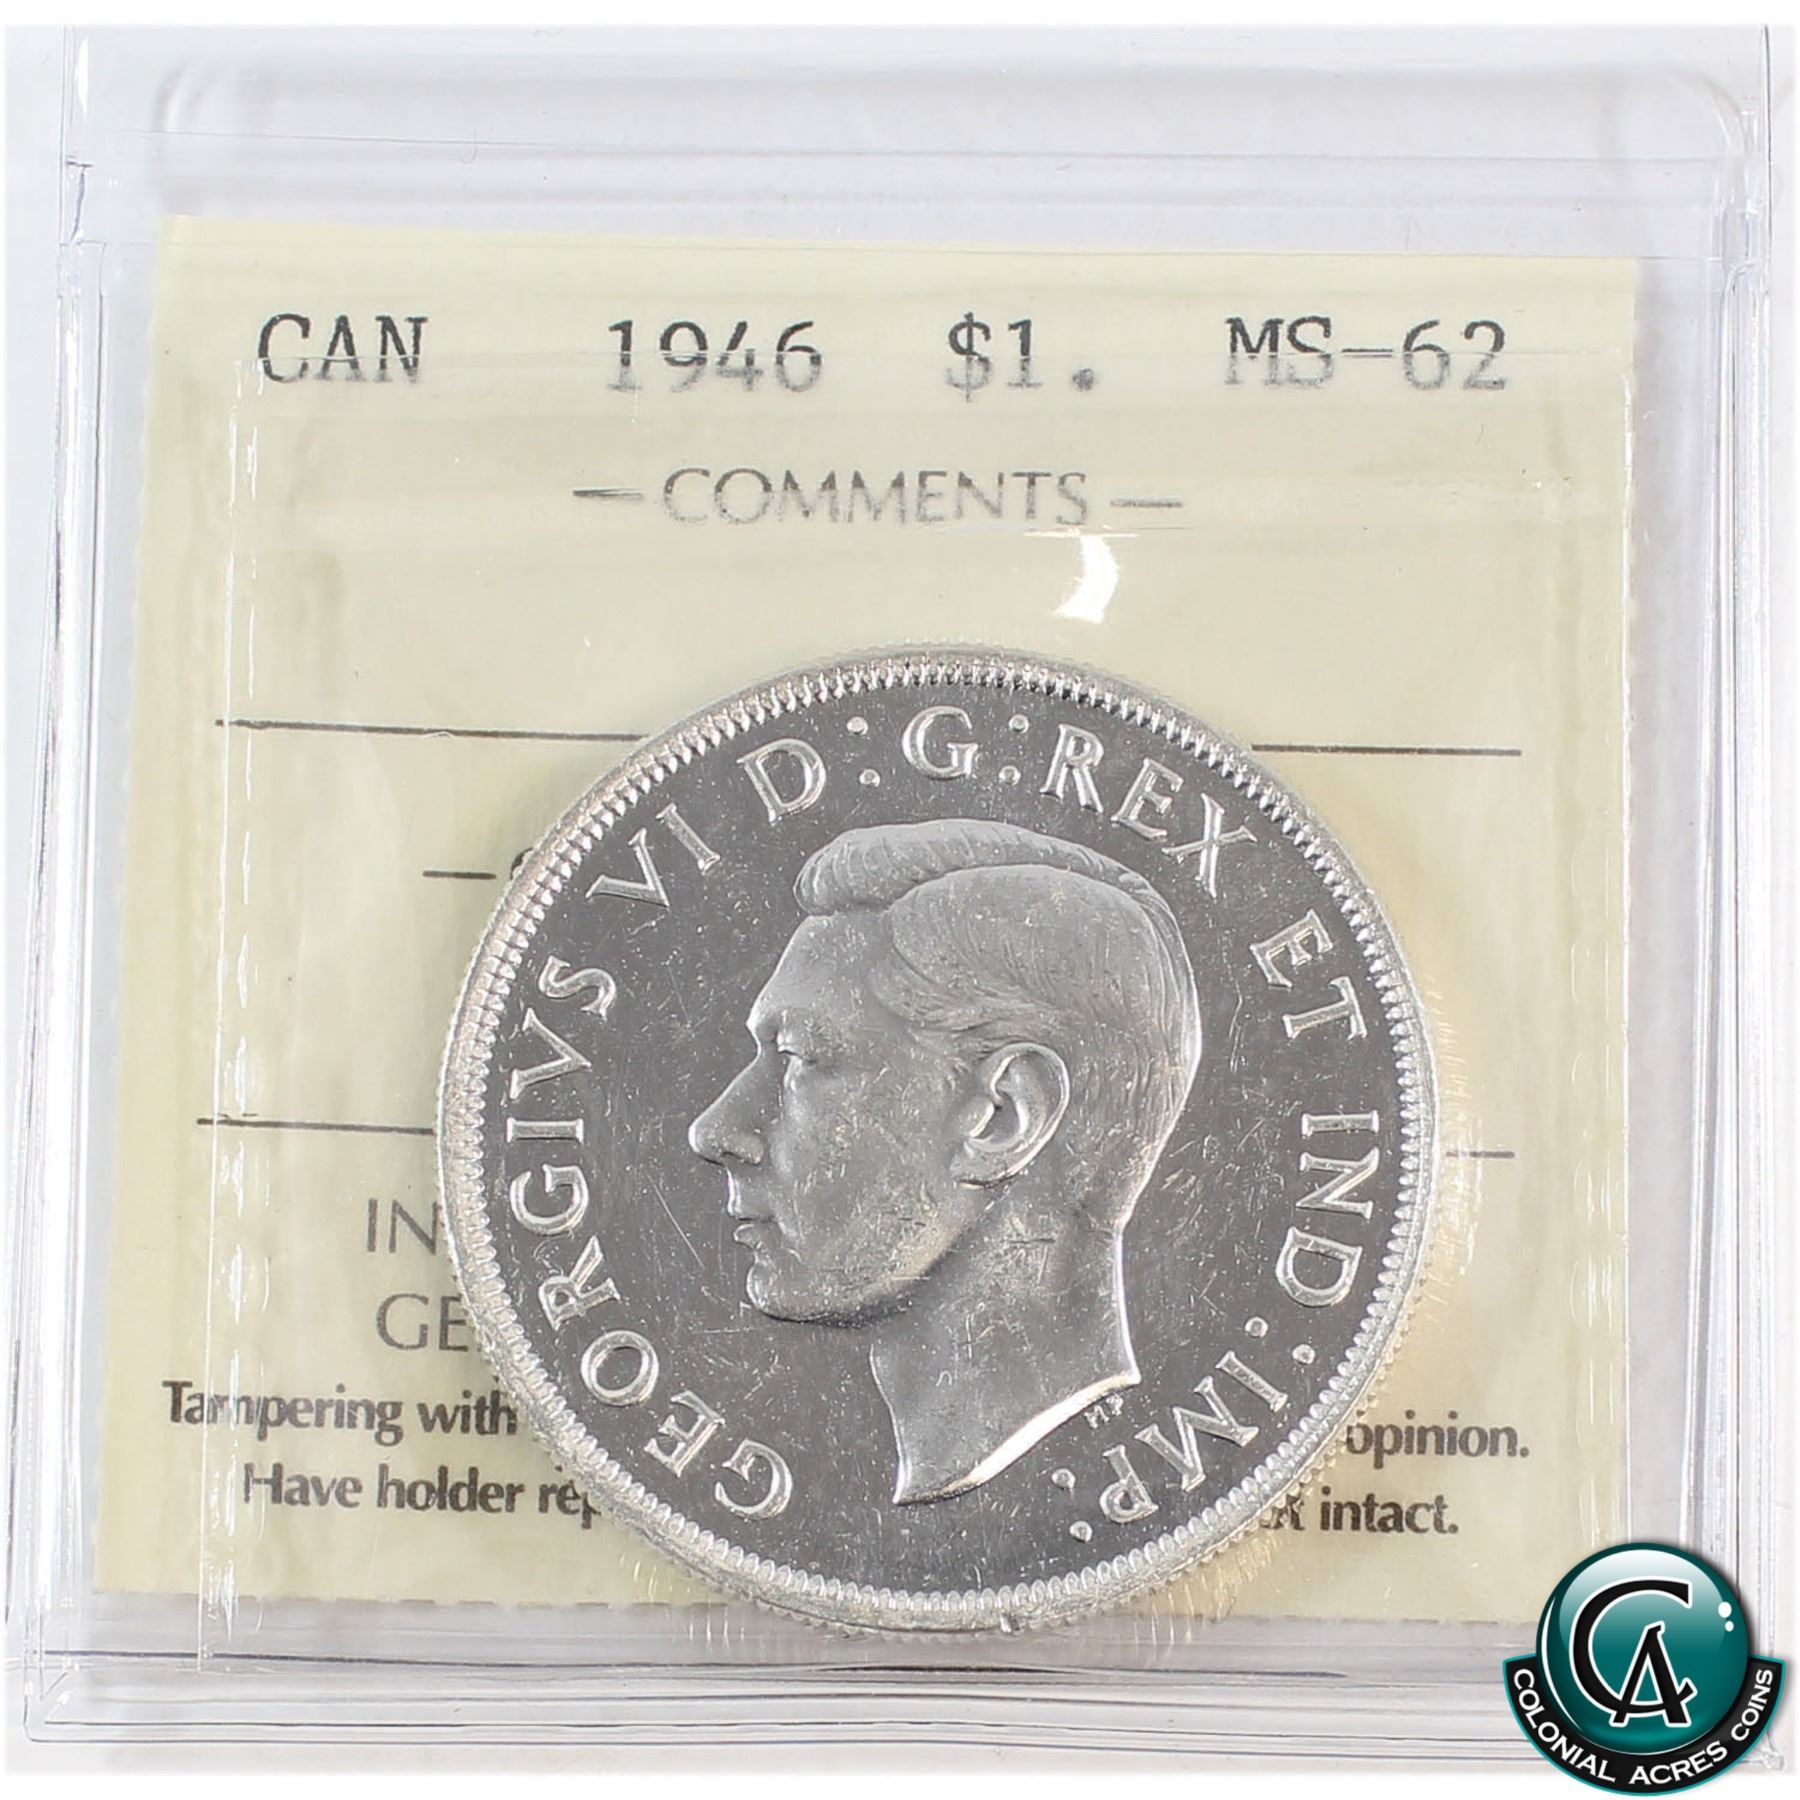 CAN 1946 $1. MS-62
— COMMENTS —
GEORGIVS VI D:G:REX ET IND:IMP:
HP
IN
GE
Tampering with opinion.
Have holder intact.
CA
COLONIAL ACRES COINS